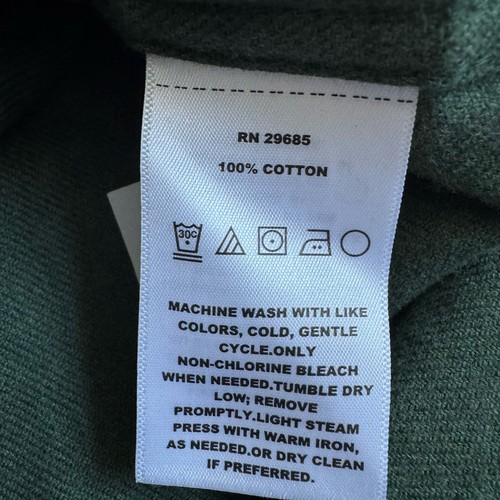 RN 29685
100% COTTON
30C
MACHINE WASH WITH LIKE
COLORS, COLD, GENTLE
CYCLE.ONLY
NON-CHLORINE BLEACH
WHEN NEEDED.TUMBLE DRY
LOW; REMOVE
PROMPTLY.LIGHT STEAM
PRESS WITH WARM IRON,
AS NEEDED.OR DRY CLEAN
IF PREFERRED.